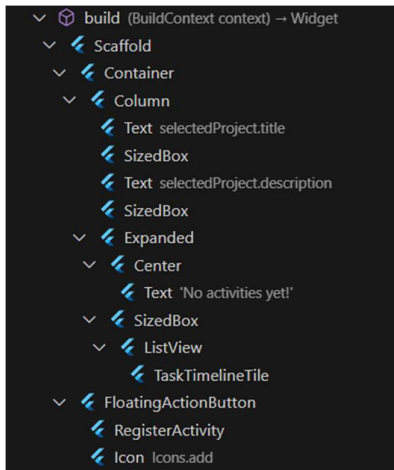 build (BuildContext context) → Widget
Scaffold
Container
Column
Text selectedProject.title
SizedBox
Text selectedProject.description
SizedBox
Expanded
Center
Text 'No activities yet!'
SizedBox
ListView
TaskTimelineTile
FloatingActionButton
RegisterActivity
Icon Icons.add